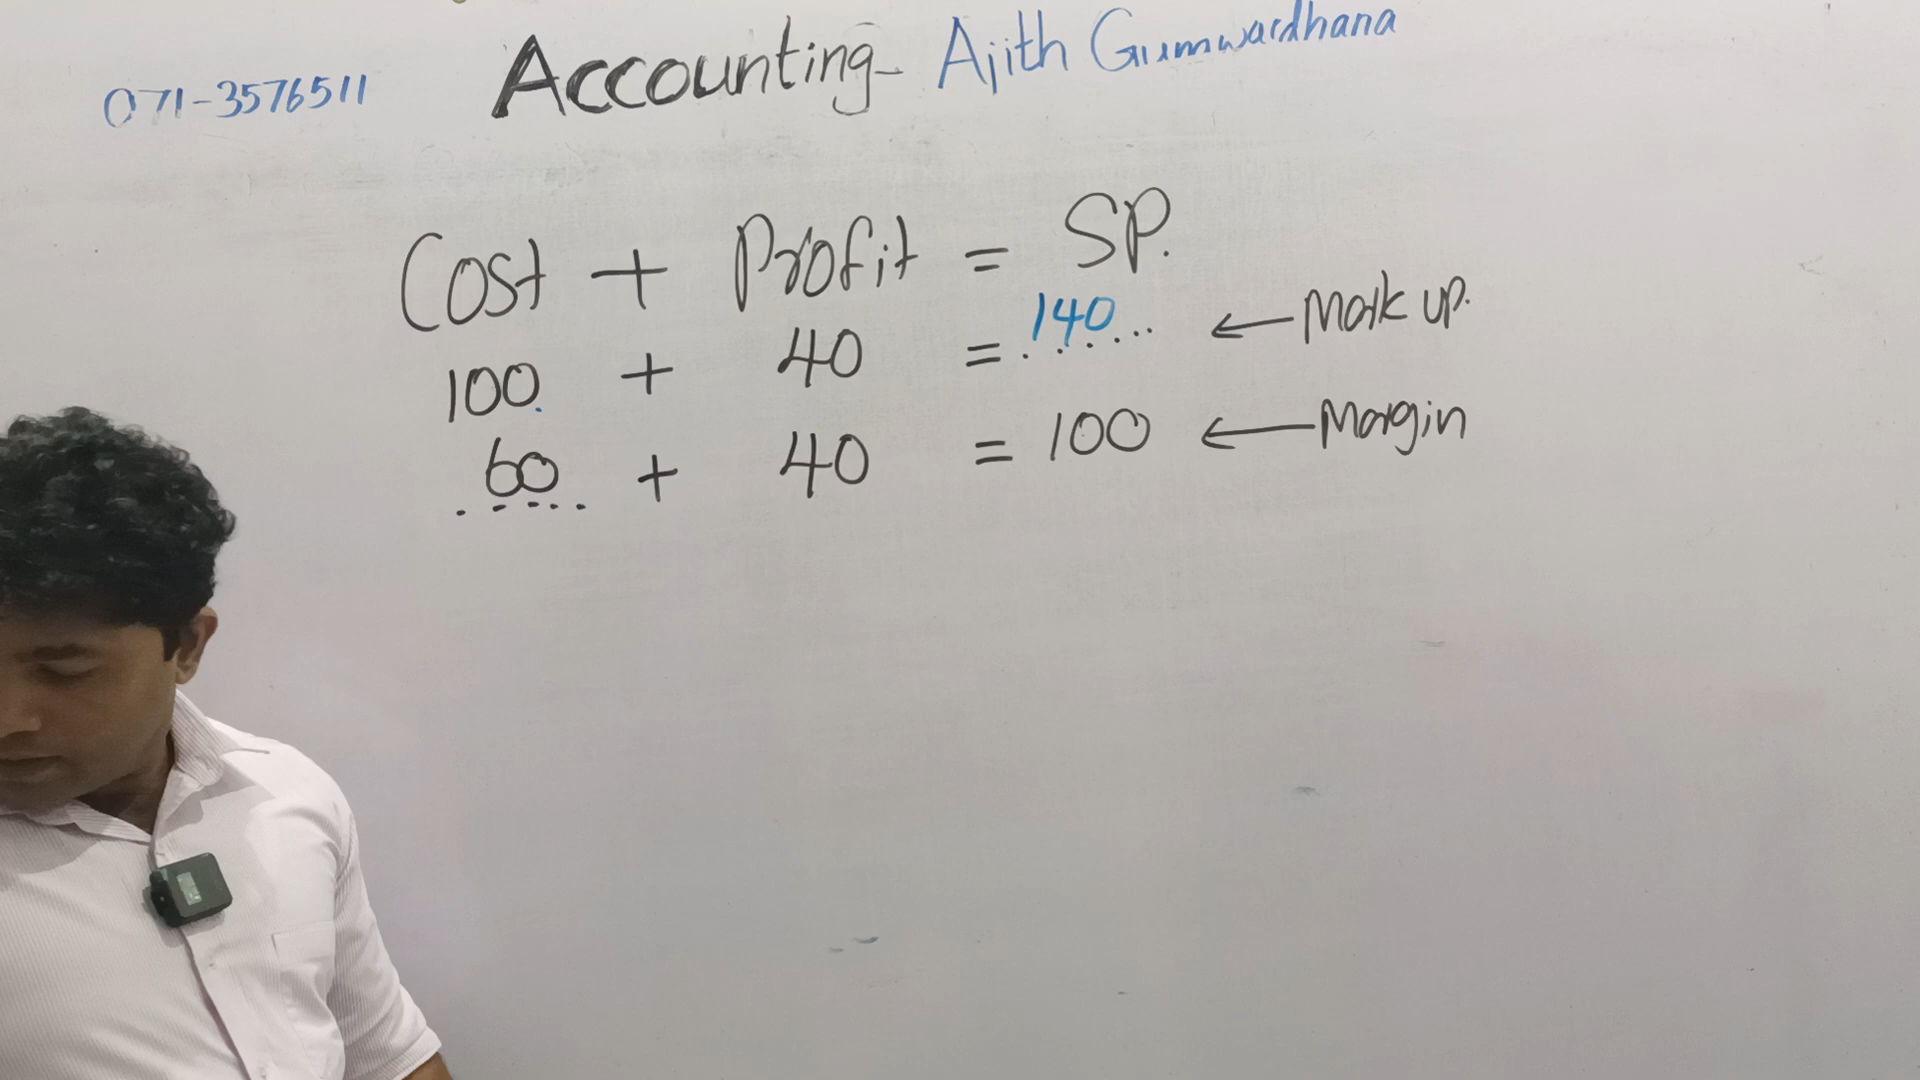 071-3576511 Accounting - Ajith Gunawardhana
Cost + Profit = SP.
100 + 40 = 140 ← Mark up.
60 + 40 = 100 ← Margin